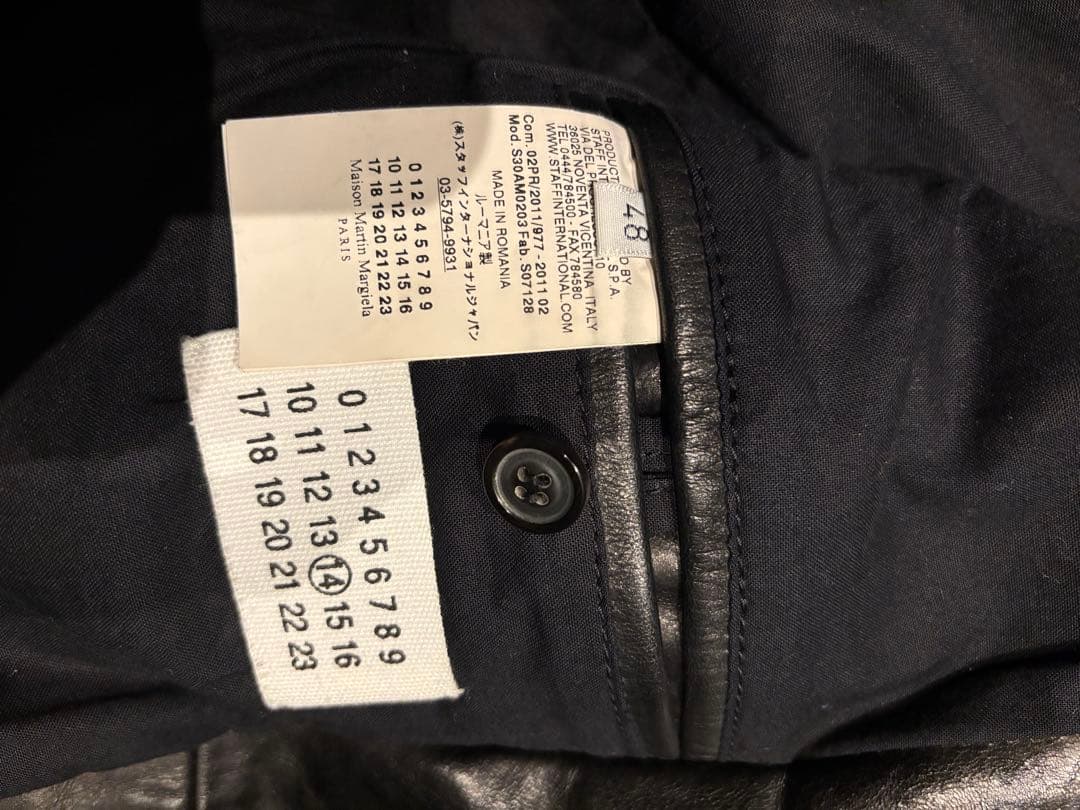 48
BY
STAFF S.P.A.
VIA DEL 10
36025 NOVENTA VICENTINA ITALY
TEL 0444/784500 - FAX 784580
WWW.STAFFINTERNATIONAL.COM
Com. 02PR/2011/977 - 2011 02
Mod. S30AM0203 Fab. S07128
MADE IN ROMANIA
ルーマニア製
(株)スタッフインターナショナルジャパン
03-5794-9931
0 1 2 3 4 5 6 7 8 9
10 11 12 13 14 15 16
17 18 19 20 21 22 23
Maison Martin Margiela
PARIS
0 1 2 3 4 5 6 7 8 9
10 11 12 13 14 15 16
17 18 19 20 21 22 23